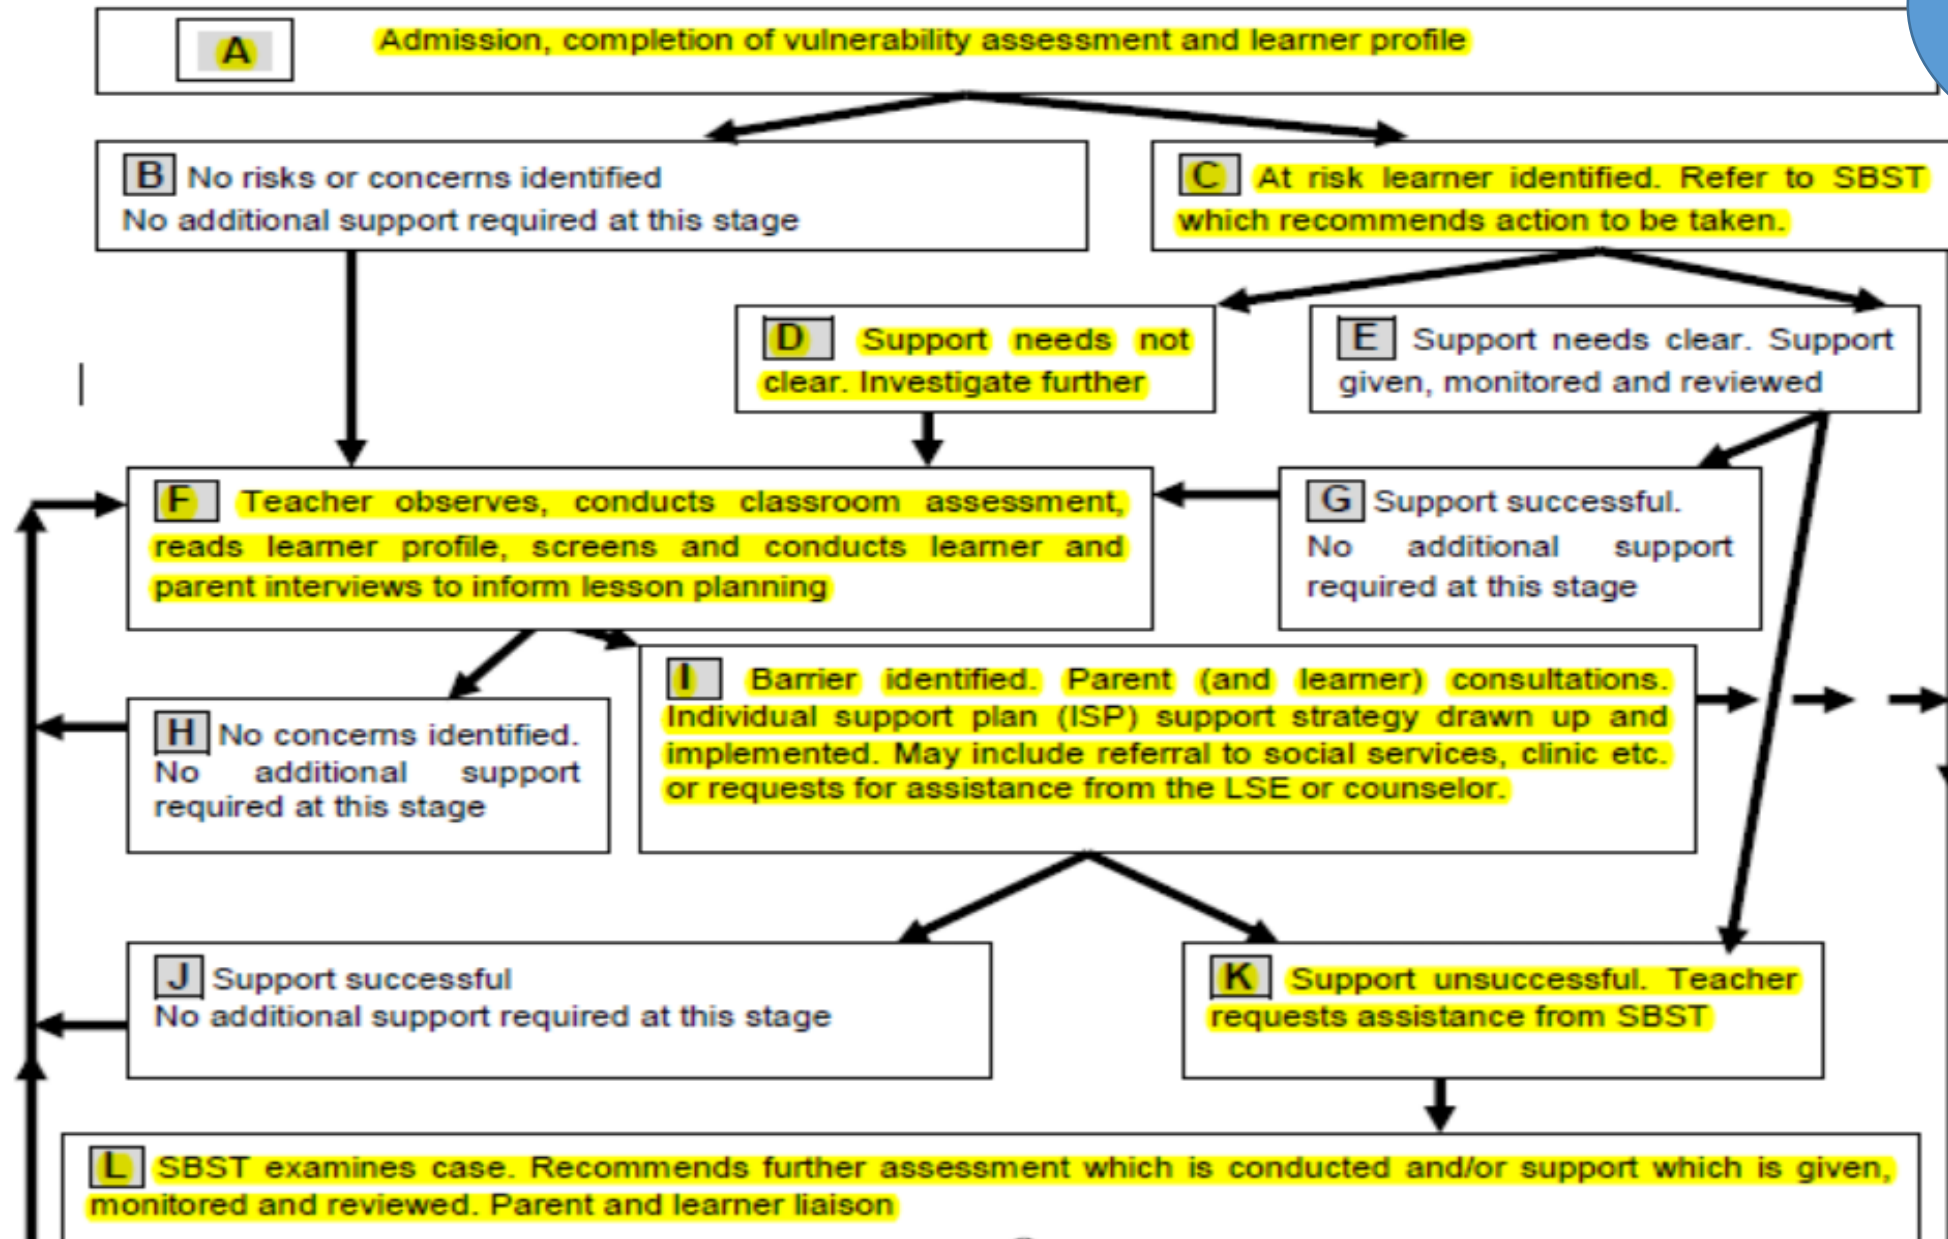 A Admission, completion of vulnerability assessment and learner profile
B No risks or concerns identified
No additional support required at this stage
C At risk learner identified. Refer to SBST
which recommends action to be taken.
D Support needs not
clear. Investigate further
E Support needs clear. Support
given, monitored and reviewed
F Teacher observes, conducts classroom assessment,
reads learner profile, screens and conducts learner and
parent interviews to inform lesson planning
G Support successful.
No additional support
required at this stage
H No concerns identified.
No additional support
required at this stage
I Barrier identified. Parent (and learner) consultations.
Individual support plan (ISP) support strategy drawn up and
implemented. May include referral to social services, clinic etc.
or requests for assistance from the LSE or counselor.
J Support successful
No additional support required at this stage
K Support unsuccessful. Teacher
requests assistance from SBST
L SBST examines case. Recommends further assessment which is conducted and/or support which is given,
monitored and reviewed. Parent and learner liaison